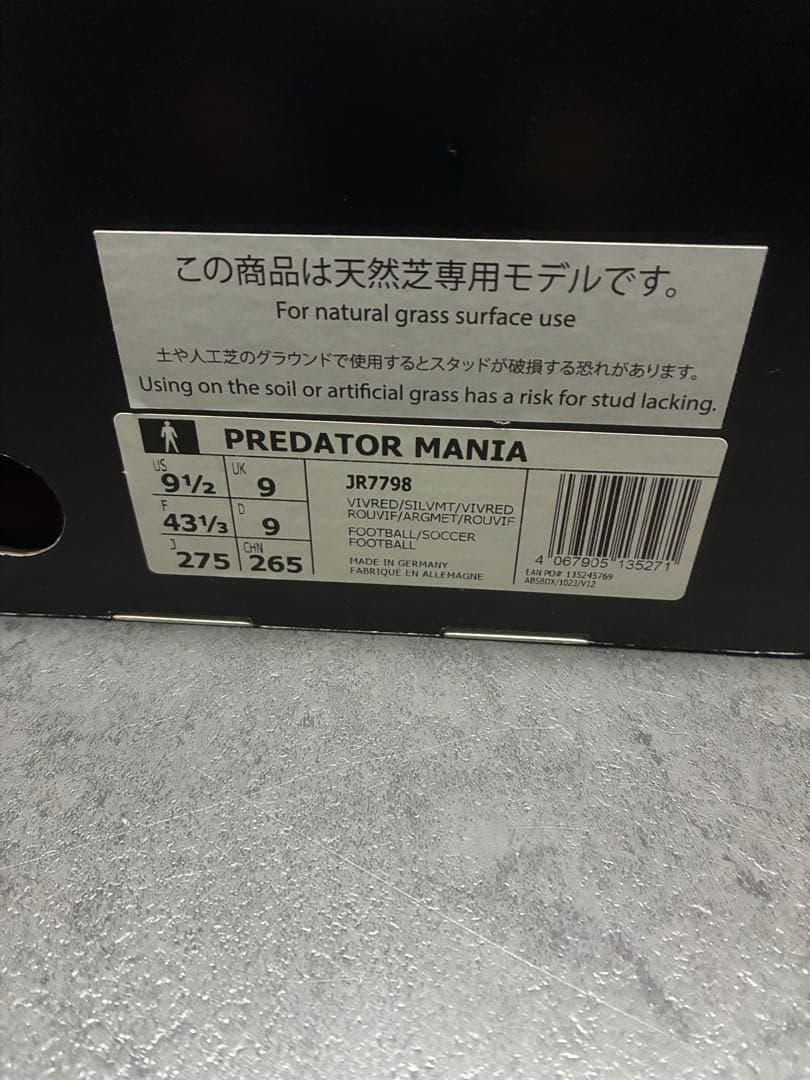 この商品は天然芝専用モデルです。
For natural grass surface use
土や人工芝のグラウンドで使用するとスタッドが破損する恐れがあります。
Using on the soil or artificial grass has a risk for stud lacking.
PREDATOR MANIA
US 9½ UK 9
F 43⅓ D 9
J 275 CHN 265
JR7798
VIVRED/SILVMT/VIVRED
ROUVIF/ARGMET/ROUVIF
FOOTBALL/SOCCER
FOOTBALL
MADE IN GERMANY
FABRIQUÉ EN ALLEMAGNE
4 067905 135271
EAN PO# 135245769
ABSBOX/1023/V12